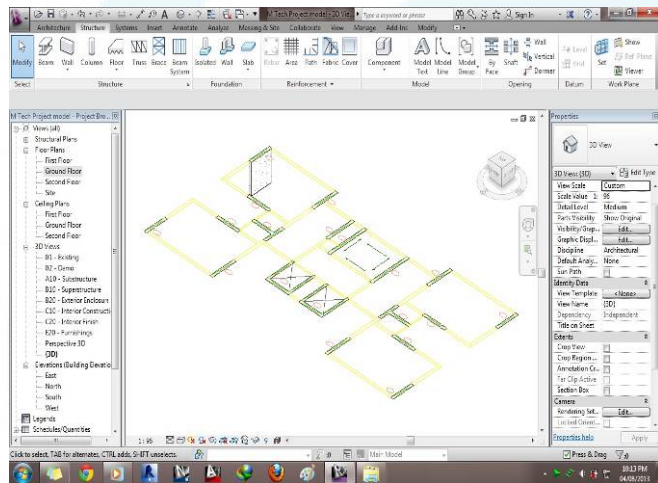 M Tech Project model - 3D Vie...
Type a keyword or phrase
Sign In
Architecture Structure Systems Insert Annotate Analyze Massing & Site Collaborate View Manage Add-Ins Modify
Modify Beam Wall Column Floor Truss Brace Beam System Isolated Wall Slab Rebar Area Path Fabric Cover Component Model Text Model Line Model Group By Face Shaft Wall Vertical Dormer Level Grid Set Show Ref Plane Viewer
Select Structure Foundation Reinforcement Model Opening Datum Work Plane
M Tech Project model - Project Bro...
Views (all)
Structural Plans
Floor Plans
First Floor
Ground Floor
Second Floor
Site
Ceiling Plans
First Floor
Ground Floor
Second Floor
3D Views
B1 - Existing
B2 - Demo
A10 - Substructure
B10 - Superstructure
B20 - Exterior Enclosure
C10 - Interior Constructi
C20 - Interior Finish
E20 - Furnishings
Perspective 3D
{3D}
Elevations (Building Elevatio
East
North
South
West
Legends
Schedules/Quantities
Properties
3D View
3D View: {3D} Edit Type
View Scale Custom
Scale Value 1: 96
Detail Level Medium
Parts Visibility Show Original
Visibility/Grap... Edit...
Graphic Displ... Edit...
Discipline Architectural
Default Analy... None
Sun Path
Identity Data
View Template <None>
View Name {3D}
Dependency Independent
Title on Sheet
Extents
Crop View
Crop Region ...
Annotation Cr...
Far Clip Active
Section Box
Camera
Rendering Set... Edit...
Locked Orient...
Properties help Apply
1:96
Click to select, TAB for alternates, CTRL adds, SHIFT unselects.
:0
Main Model
Press & Drag
:0
10:13 PM
04/08/2013